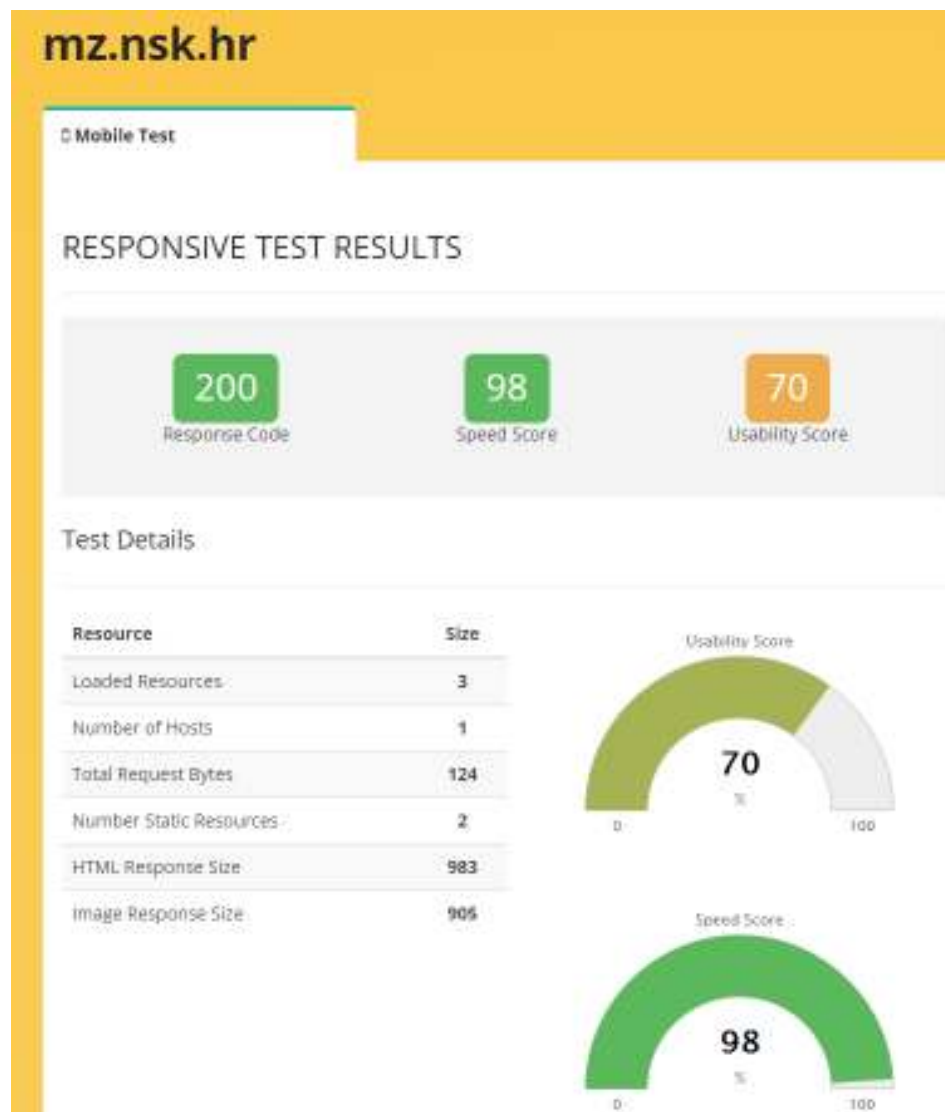 mz.nsk.hr
Mobile Test
RESPONSIVE TEST RESULTS
200 98 70
Response Code Speed Score Usability Score
Test Details
Resource Size
Loaded Resources 3
Number of Hosts 1
Total Request Bytes 124
Number Static Resources 2
HTML Response Size 983
Image Response Size 905
Usability Score
70
%
0 100
Speed Score
98
%
0 100